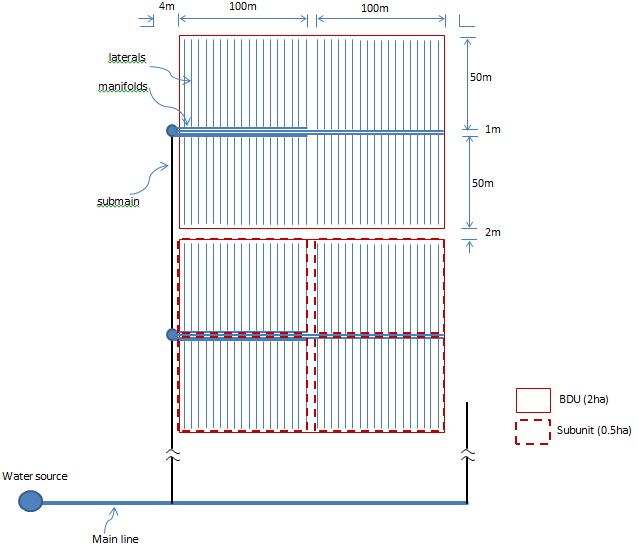 4m 100m 100m
laterals
50m
manifolds
1m
50m
submain
2m
BDU (2ha)
Subunit (0.5ha)
Water source
Main line